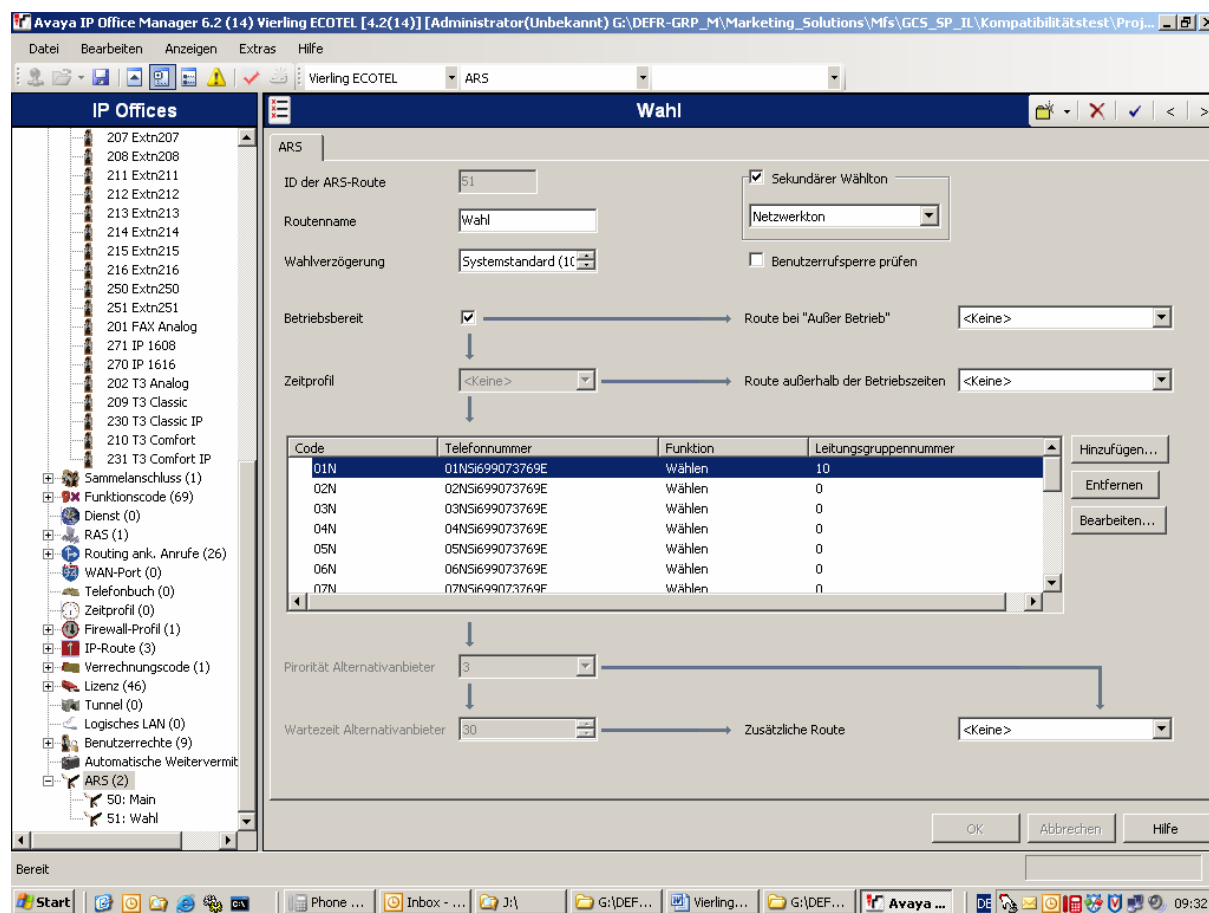 Avaya IP Office Manager 6.2 (14) Vierling ECOTEL [4.2(14)] [Administrator(Unbekannt) G:\DEFR-GRP_M\Marketing_Solutions\Mfs\GCS_SP_IL\Kompatibilitätstest\Proj...
Datei Bearbeiten Anzeigen Extras Hilfe
Vierling ECOTEL ARS
IP Offices
207 Extn207
208 Extn208
211 Extn211
212 Extn212
213 Extn213
214 Extn214
215 Extn215
216 Extn216
250 Extn250
251 Extn251
201 FAX Analog
271 IP 1608
270 IP 1616
202 T3 Analog
209 T3 Classic
230 T3 Classic IP
210 T3 Comfort
231 T3 Comfort IP
Sammelanschluss (1)
Funktionscode (69)
Dienst (0)
RAS (1)
Routing ank. Anrufe (26)
WAN-Port (0)
Telefonbuch (0)
Zeitprofil (0)
Firewall-Profil (1)
IP-Route (3)
Verrechnungscode (1)
Lizenz (46)
Tunnel (0)
Logisches LAN (0)
Benutzerrechte (9)
Automatische Weitervermit
ARS (2)
50: Main
51: Wahl
Wahl
ARS
ID der ARS-Route 51
Sekundärer Wählton
Routenname Wahl
Netzwerkton
Wahlverzögerung Systemstandard (10
Benutzerrufsperre prüfen
Betriebsbereit
Route bei "Außer Betrieb" <Keine>
Zeitprofil <Keine>
Route außerhalb der Betriebszeiten <Keine>
Code Telefonnummer Funktion Leitungsgruppennummer
01N 01NSi699073769E Wählen 10
02N 02NSi699073769E Wählen 0
03N 03NSi699073769E Wählen 0
04N 04NSi699073769E Wählen 0
05N 05NSi699073769E Wählen 0
06N 06NSi699073769E Wählen 0
07N 07NSi699073769E Wählen 0
Hinzufügen...
Entfernen
Bearbeiten...
Pirorität Alternativanbieter 3
Wartezeit Alternativanbieter 30
Zusätzliche Route <Keine>
OK Abbrechen Hilfe
Bereit
Start Phone ... Inbox - ... J:\ G:\DEF... Vierling... G:\DEF... Avaya ... DE 09:32